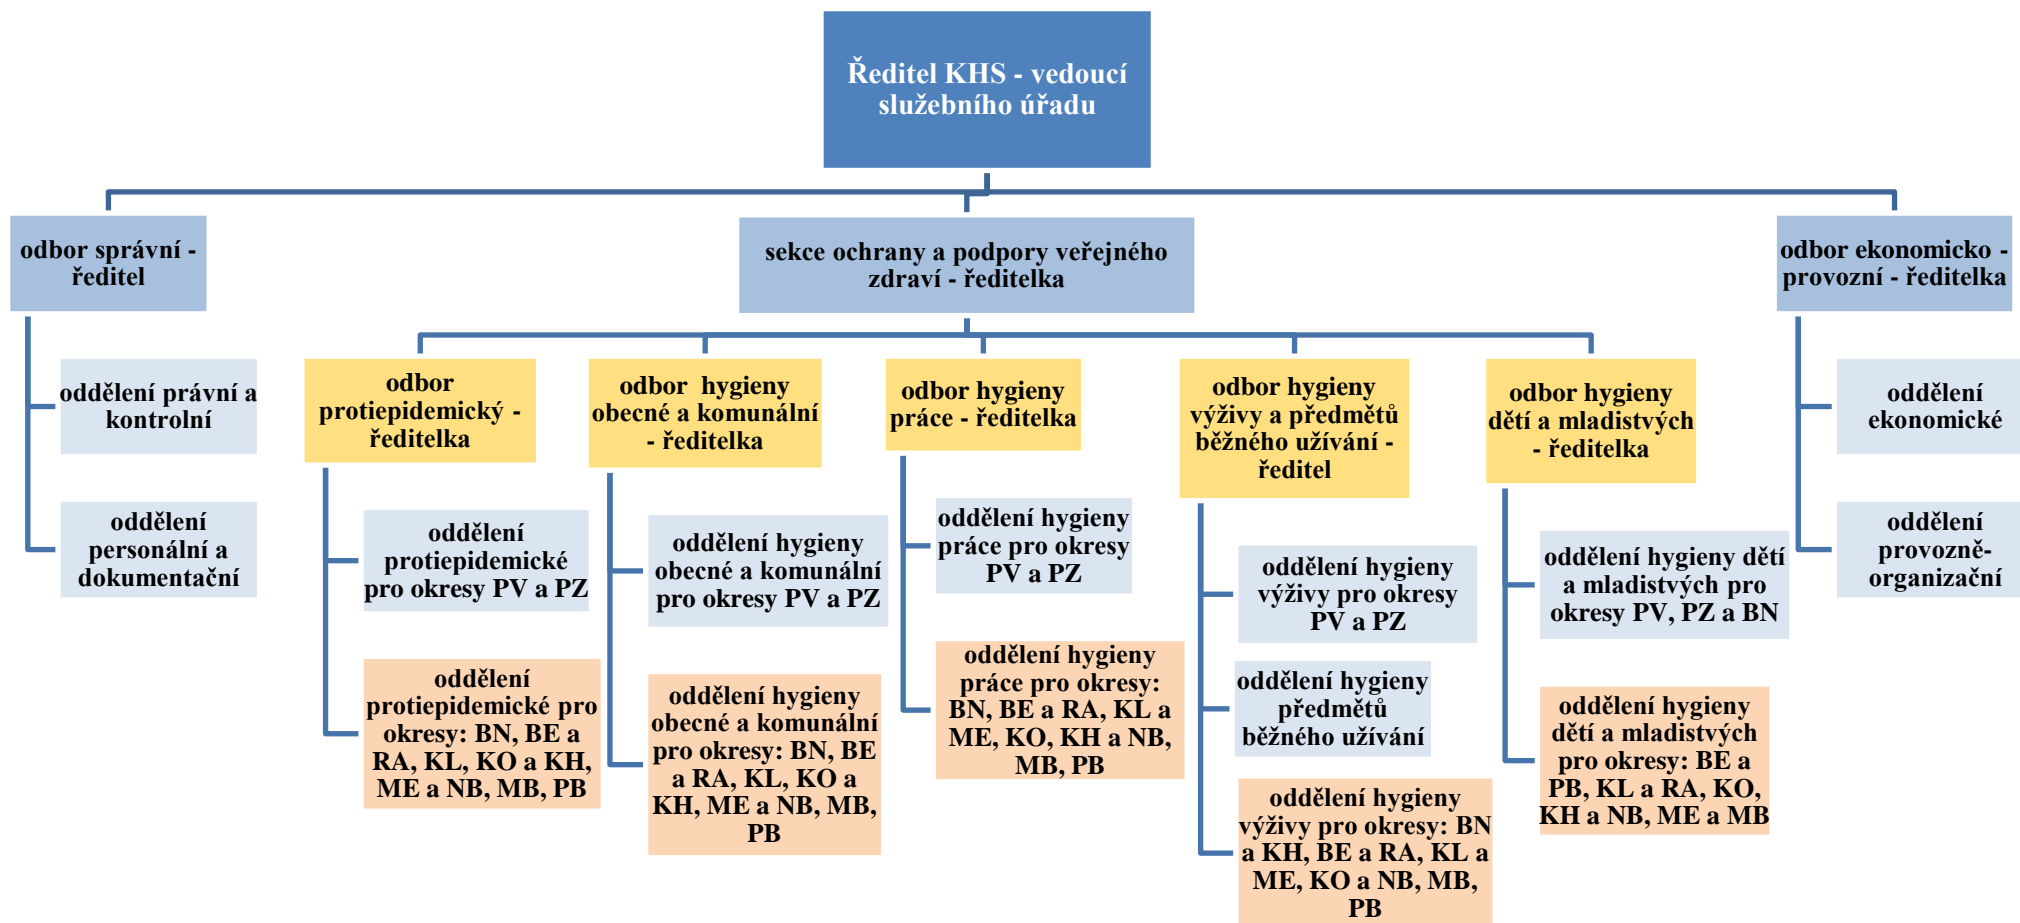 Ředitel KHS - vedoucí
služebního úřadu
odbor správní -
ředitel
sekce ochrany a podpory veřejného
zdraví - ředitelka
odbor ekonomicko -
provozní - ředitelka
oddělení právní a
kontrolní
oddělení
personální a
dokumentační
odbor
protiepidemický -
ředitelka
oddělení
protiepidemické
pro okresy PV a PZ
oddělení
protiepidemické pro
okresy: BN, BE a
RA, KL, KO a KH,
ME a NB, MB, PB
odbor  hygieny
obecné a komunální
- ředitelka
oddělení hygieny
obecné a komunální
pro okresy PV a PZ
oddělení hygieny
obecné a komunální
pro okresy: BN, BE
a RA, KL, KO a
KH, ME a NB, MB,
PB
odbor hygieny
práce - ředitelka
oddělení hygieny
práce pro okresy
PV a PZ
oddělení hygieny
práce pro okresy:
BN, BE a RA, KL a
ME, KO, KH a NB,
MB, PB
odbor hygieny
výživy a předmětů
běžného užívání -
ředitel
oddělení hygieny
výživy pro okresy
PV a PZ
oddělení hygieny
předmětů
běžného užívání
oddělení hygieny
výživy pro okresy: BN
a KH, BE a RA, KL a
ME, KO a NB, MB,
PB
odbor hygieny
dětí a mladistvých
- ředitelka
oddělení hygieny dětí
a mladistvých pro
okresy PV, PZ a BN
oddělení hygieny
dětí a mladistvých
pro okresy: BE a
PB, KL a RA, KO,
KH a NB, ME a MB
oddělení
ekonomické
oddělení
provozně-
organizační